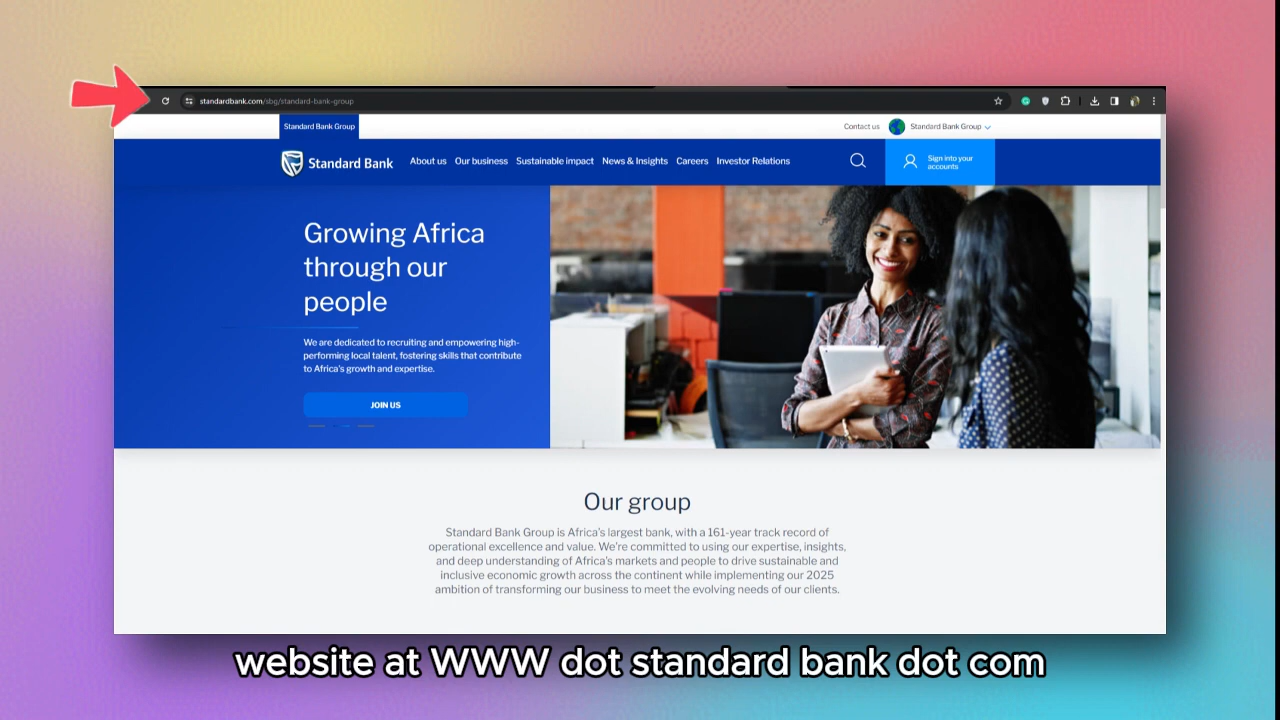 standardbank.com/sbg/standard-bank-group
Standard Bank Group
Contact us
Standard Bank Group
Standard Bank
About us
Our business
Sustainable impact
News & Insights
Careers
Investor Relations
Sign into your
accounts
Growing Africa
through our
people
We are dedicated to recruiting and empowering high-
performing local talent, fostering skills that contribute
to Africa's growth and expertise.
JOIN US
Our group
Standard Bank Group is Africa's largest bank, with a 161-year track record of
operational excellence and value. We're committed to using our expertise, insights,
and deep understanding of Africa's markets and people to drive sustainable and
inclusive economic growth across the continent while implementing our 2025
ambition of transforming our business to meet the evolving needs of our clients.
website at WWW dot standard bank dot com